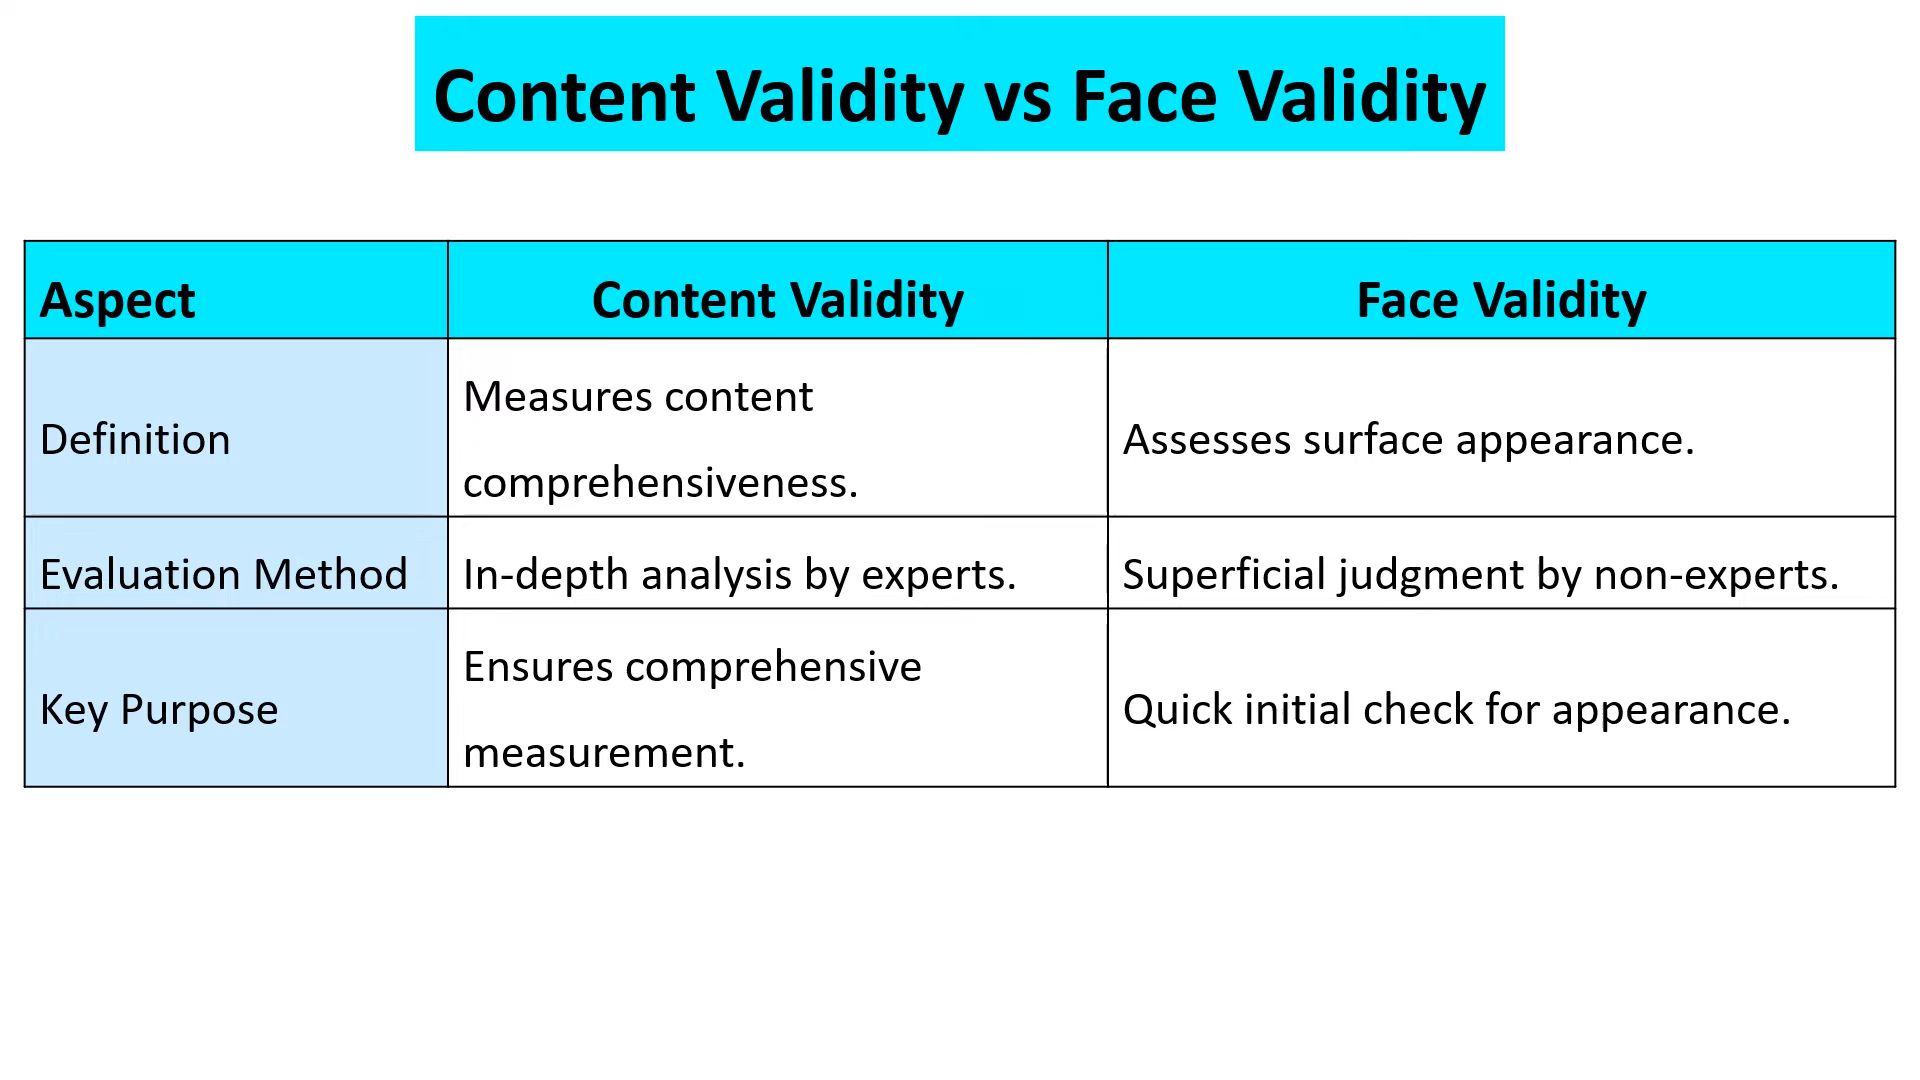 Content Validity vs Face Validity
Aspect
Content Validity
Face Validity
Definition
Measures content
comprehensiveness.
Assesses surface appearance.
Evaluation Method
In-depth analysis by experts.
Superficial judgment by non-experts.
Key Purpose
Ensures comprehensive
measurement.
Quick initial check for appearance.